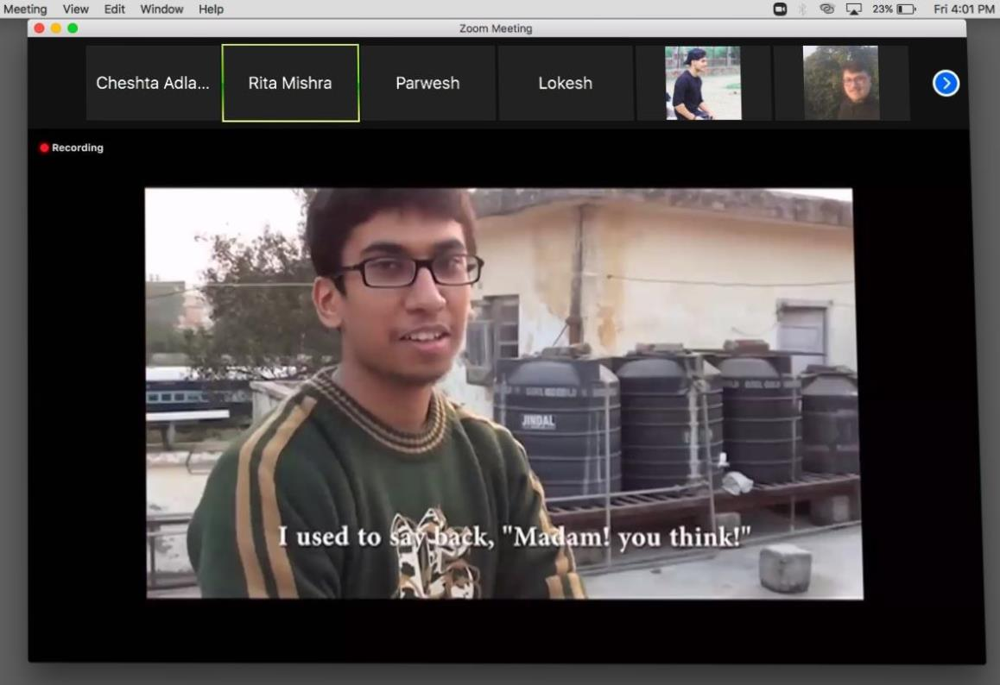 Meeting View Edit Window Help 23% Fri 4:01 PM
Zoom Meeting
Cheshta Adla... Rita Mishra Parwesh Lokesh
Recording
JINDAL
I used to say back, "Madam! you think!"